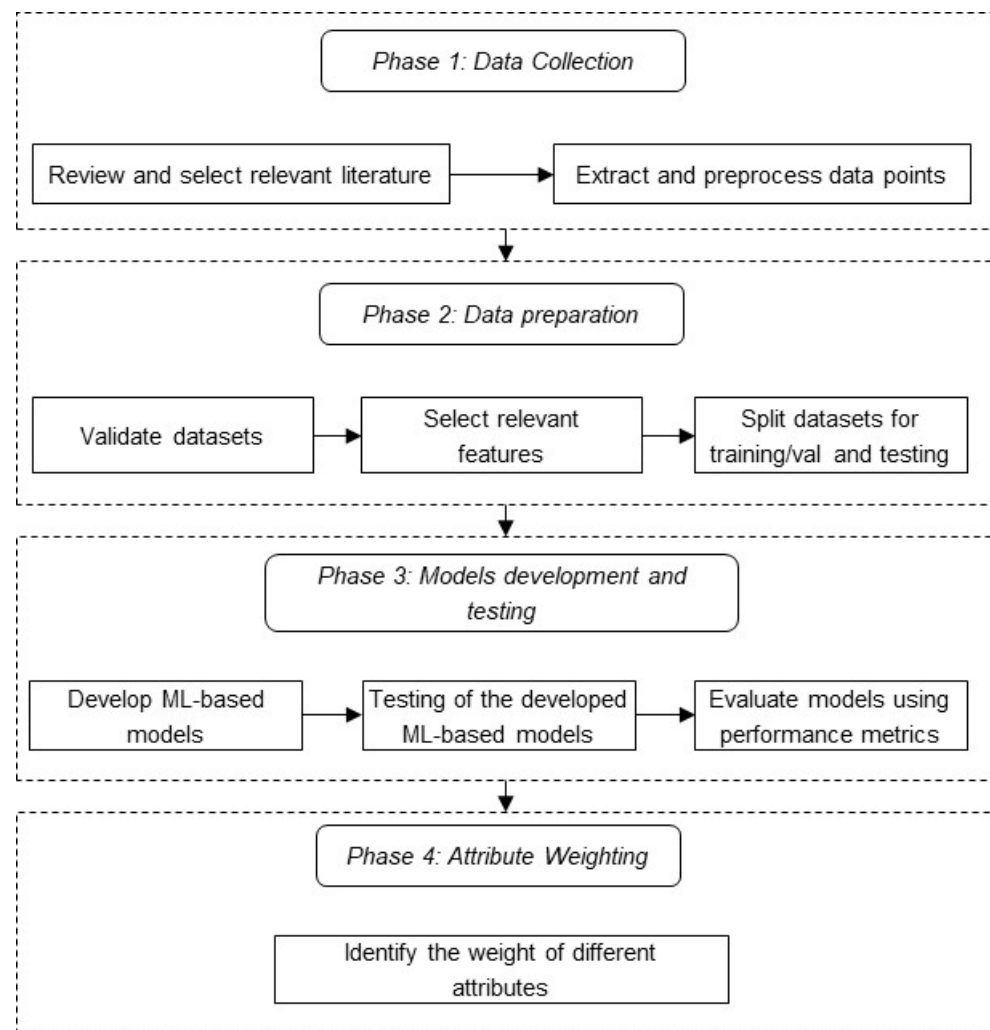 Phase 1: Data Collection
Review and select relevant literature
Extract and preprocess data points
Phase 2: Data preparation
Validate datasets
Select relevant
features
Split datasets for
training/val and testing
Phase 3: Models development and
testing
Develop ML-based
models
Testing of the developed
ML-based models
Evaluate models using
performance metrics
Phase 4: Attribute Weighting
Identify the weight of different
attributes